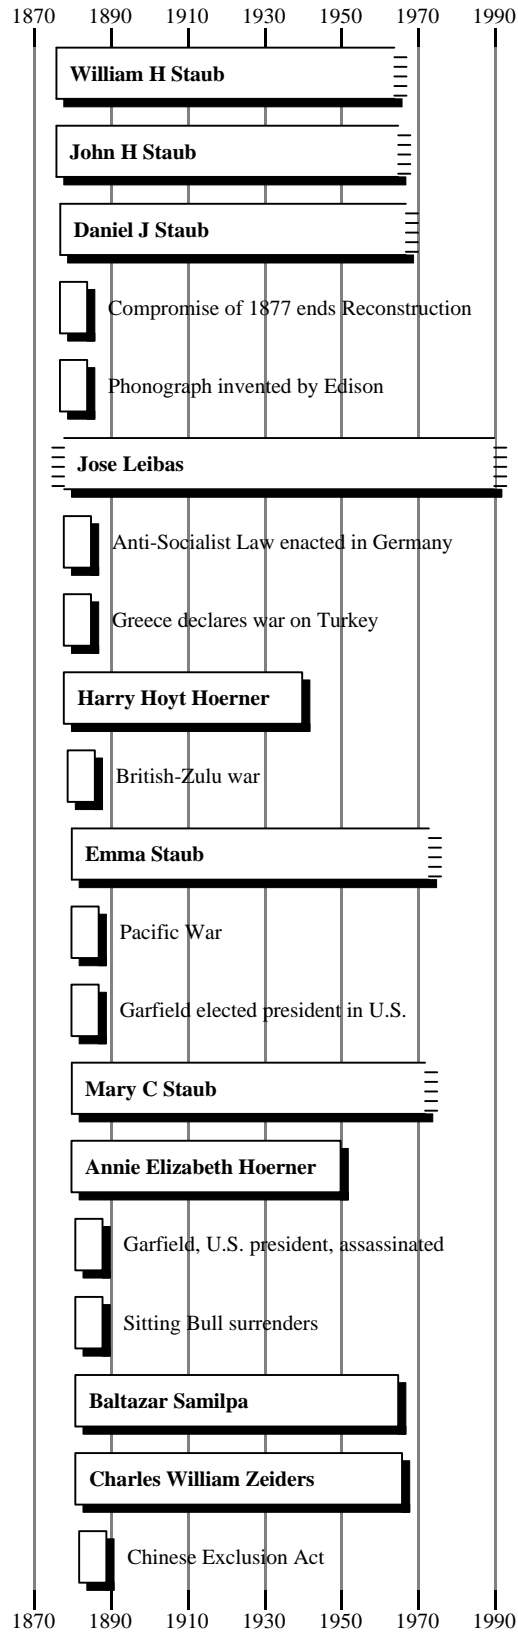 1870 1890 1910 1930 1950 1970 1990
William H Staub
John H Staub
Daniel J Staub
Compromise of 1877 ends Reconstruction
Phonograph invented by Edison
Jose Leibas
Anti-Socialist Law enacted in Germany
Greece declares war on Turkey
Harry Hoyt Hoerner
British-Zulu war
Emma Staub
Pacific War
Garfield elected president in U.S.
Mary C Staub
Annie Elizabeth Hoerner
Garfield, U.S. president, assassinated
Sitting Bull surrenders
Baltazar Samilpa
Charles William Zeiders
Chinese Exclusion Act
1870 1890 1910 1930 1950 1970 1990